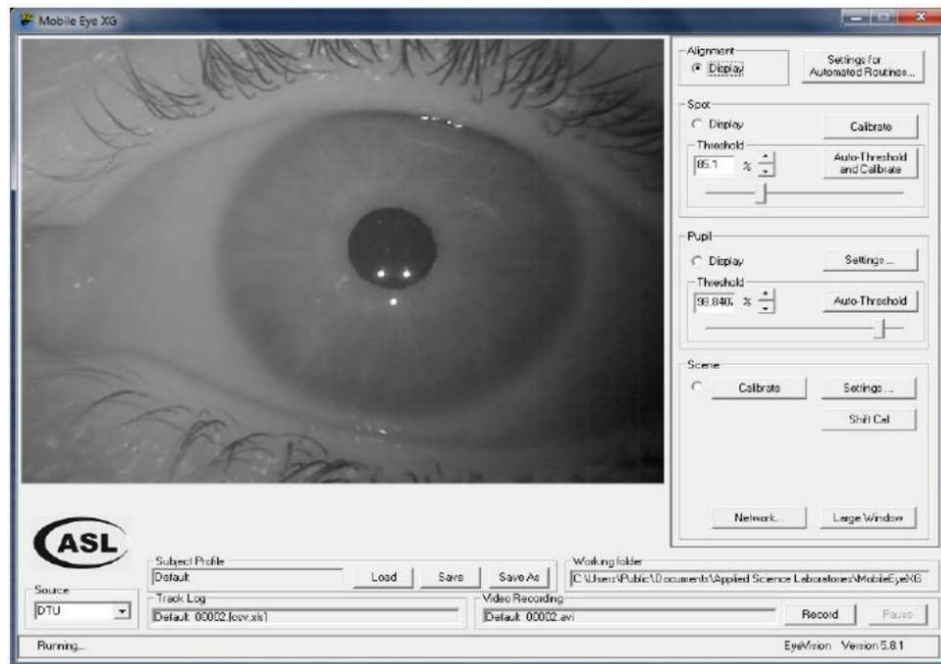 Mobile Eye XG
Alignment
Display
Settings for
Automated Routines...
Spot
Display
Calibrate
Threshold
85.1 %
Auto-Threshold
and Calibrate
Pupil
Display
Settings ...
Threshold
%
Auto-Threshold
Scene
Calibrate
Settings ...
Shift Cal
Network...
Large Window
ASL
Subject Profile
Default
Load
Save
Save As
Working folder
C:\Users\Public\Documents\Applied Science Laboratories\MobileEyeXG
Source
DTU
Track Log
Default_00002.[csv,xls]
Video Recording
Default_00002.avi
Record
Pause
Running...
EyeVision Version 5.8.1